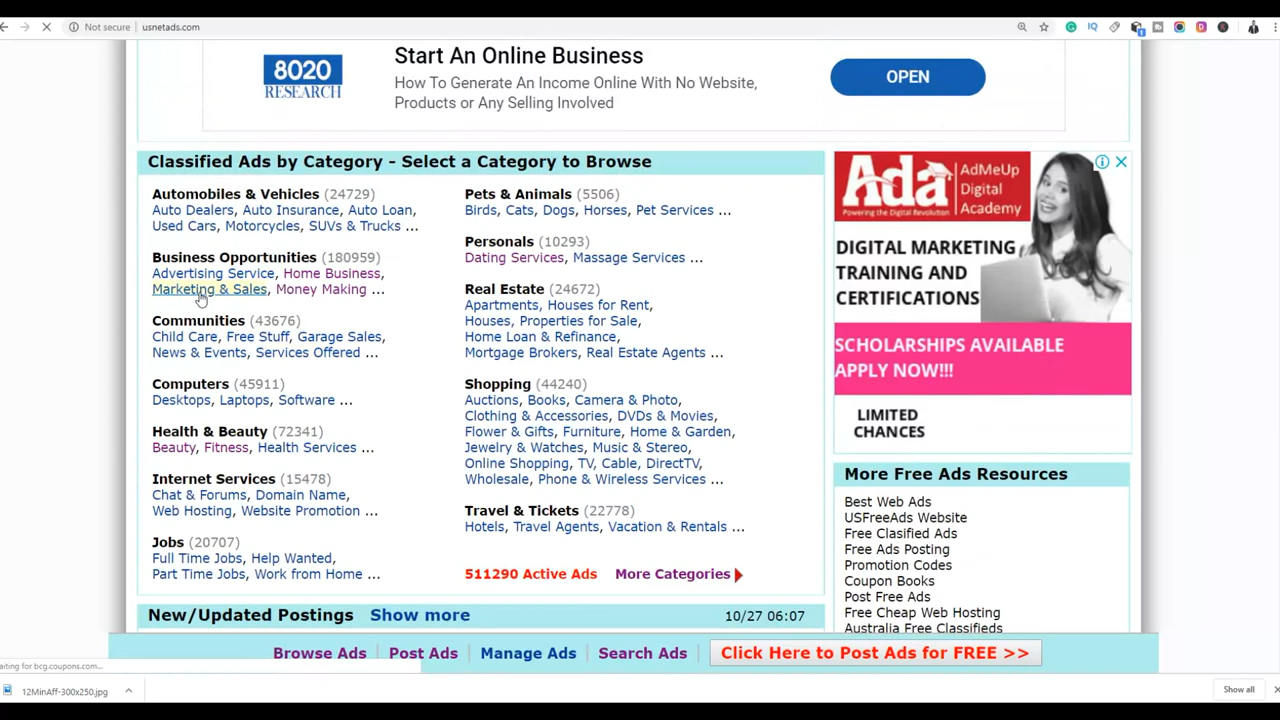 Not secure | usnetads.com
8020
RESEARCH
Start An Online Business
How To Generate An Income Online With No Website,
Products or Any Selling Involved
OPEN
Classified Ads by Category - Select a Category to Browse
Automobiles & Vehicles (24729)
Auto Dealers, Auto Insurance, Auto Loan,
Used Cars, Motorcycles, SUVs & Trucks ...
Business Opportunities (180959)
Advertising Service, Home Business,
Marketing & Sales, Money Making ...
Communities (43676)
Child Care, Free Stuff, Garage Sales,
News & Events, Services Offered ...
Computers (45911)
Desktops, Laptops, Software ...
Health & Beauty (72341)
Beauty, Fitness, Health Services ...
Internet Services (15478)
Chat & Forums, Domain Name,
Web Hosting, Website Promotion ...
Jobs (20707)
Full Time Jobs, Help Wanted,
Part Time Jobs, Work from Home ...
Pets & Animals (5506)
Birds, Cats, Dogs, Horses, Pet Services ...
Personals (10293)
Dating Services, Massage Services ...
Real Estate (24672)
Apartments, Houses for Rent,
Houses, Properties for Sale,
Home Loan & Refinance,
Mortgage Brokers, Real Estate Agents ...
Shopping (44240)
Auctions, Books, Camera & Photo,
Clothing & Accessories, DVDs & Movies,
Flower & Gifts, Furniture, Home & Garden,
Jewelry & Watches, Music & Stereo,
Online Shopping, TV, Cable, DirectTV,
Wholesale, Phone & Wireless Services ...
Travel & Tickets (22778)
Hotels, Travel Agents, Vacation & Rentals ...
511290 Active Ads More Categories
Ada
Powering the Digital Revolution
AdMeUp
Digital
Academy
DIGITAL MARKETING
TRAINING AND
CERTIFICATIONS
SCHOLARSHIPS AVAILABLE
APPLY NOW!!!
LIMITED
CHANCES
More Free Ads Resources
Best Web Ads
USFreeAds Website
Free Clasified Ads
Free Ads Posting
Promotion Codes
Coupon Books
Post Free Ads
Free Cheap Web Hosting
Australia Free Classifieds
New/Updated Postings Show more 10/27 06:07
Browse Ads Post Ads Manage Ads Search Ads Click Here to Post Ads for FREE >>
aiting for bcg.coupons.com...
12MinAff-300x250.jpg
Show all